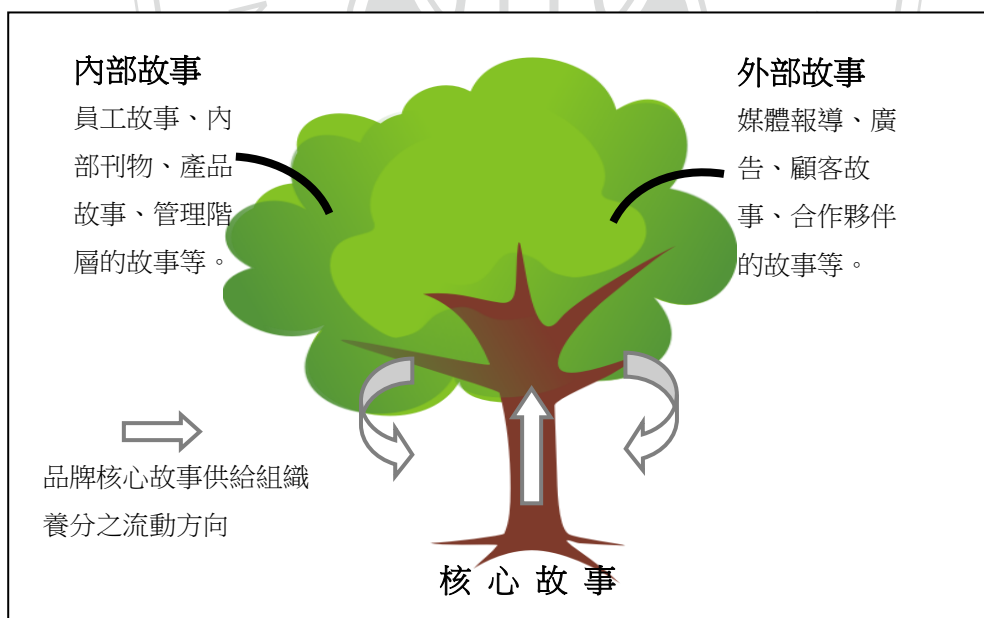 內部故事
員工故事、內
部刊物、產品
故事、管理階
層的故事等。
外部故事
媒體報導、廣
告、顧客故
事、合作夥伴
的故事等。
品牌核心故事供給組織
養分之流動方向
核心故事